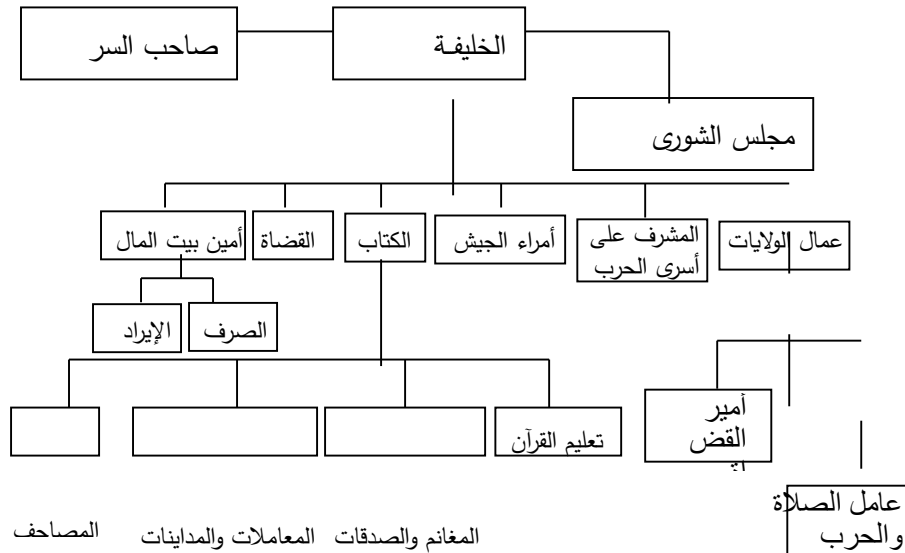 الخليفة
صاحب السر
مجلس الشورى
عمال الولايات
المشرف على
أسرى الحرب
أمراء الجيش
الكتاب
القضاة
أمين بيت المال
الصرف
الإيراد
أمير
القض
تعليم القرآن
عامل الصلاة
والحرب
المغانم والصدقات
المعاملات والمداينات
المصاحف